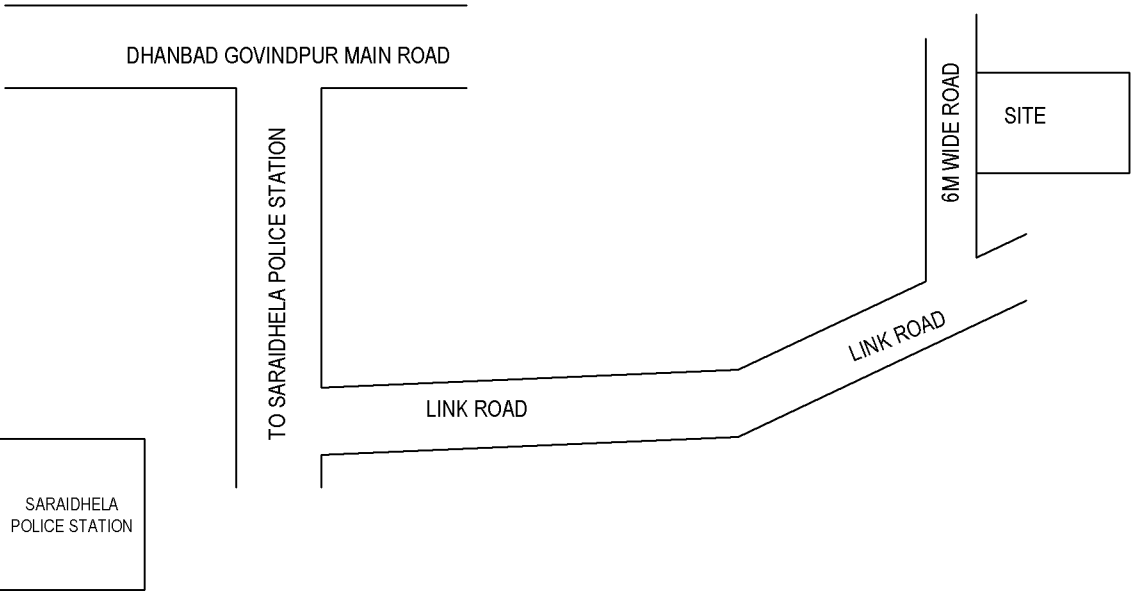 DHANBAD GOVINDPUR MAIN ROAD
TO SARAIDHELA POLICE STATION
6M WIDE ROAD
SITE
LINK ROAD
LINK ROAD
SARAIDHELA
POLICE STATION